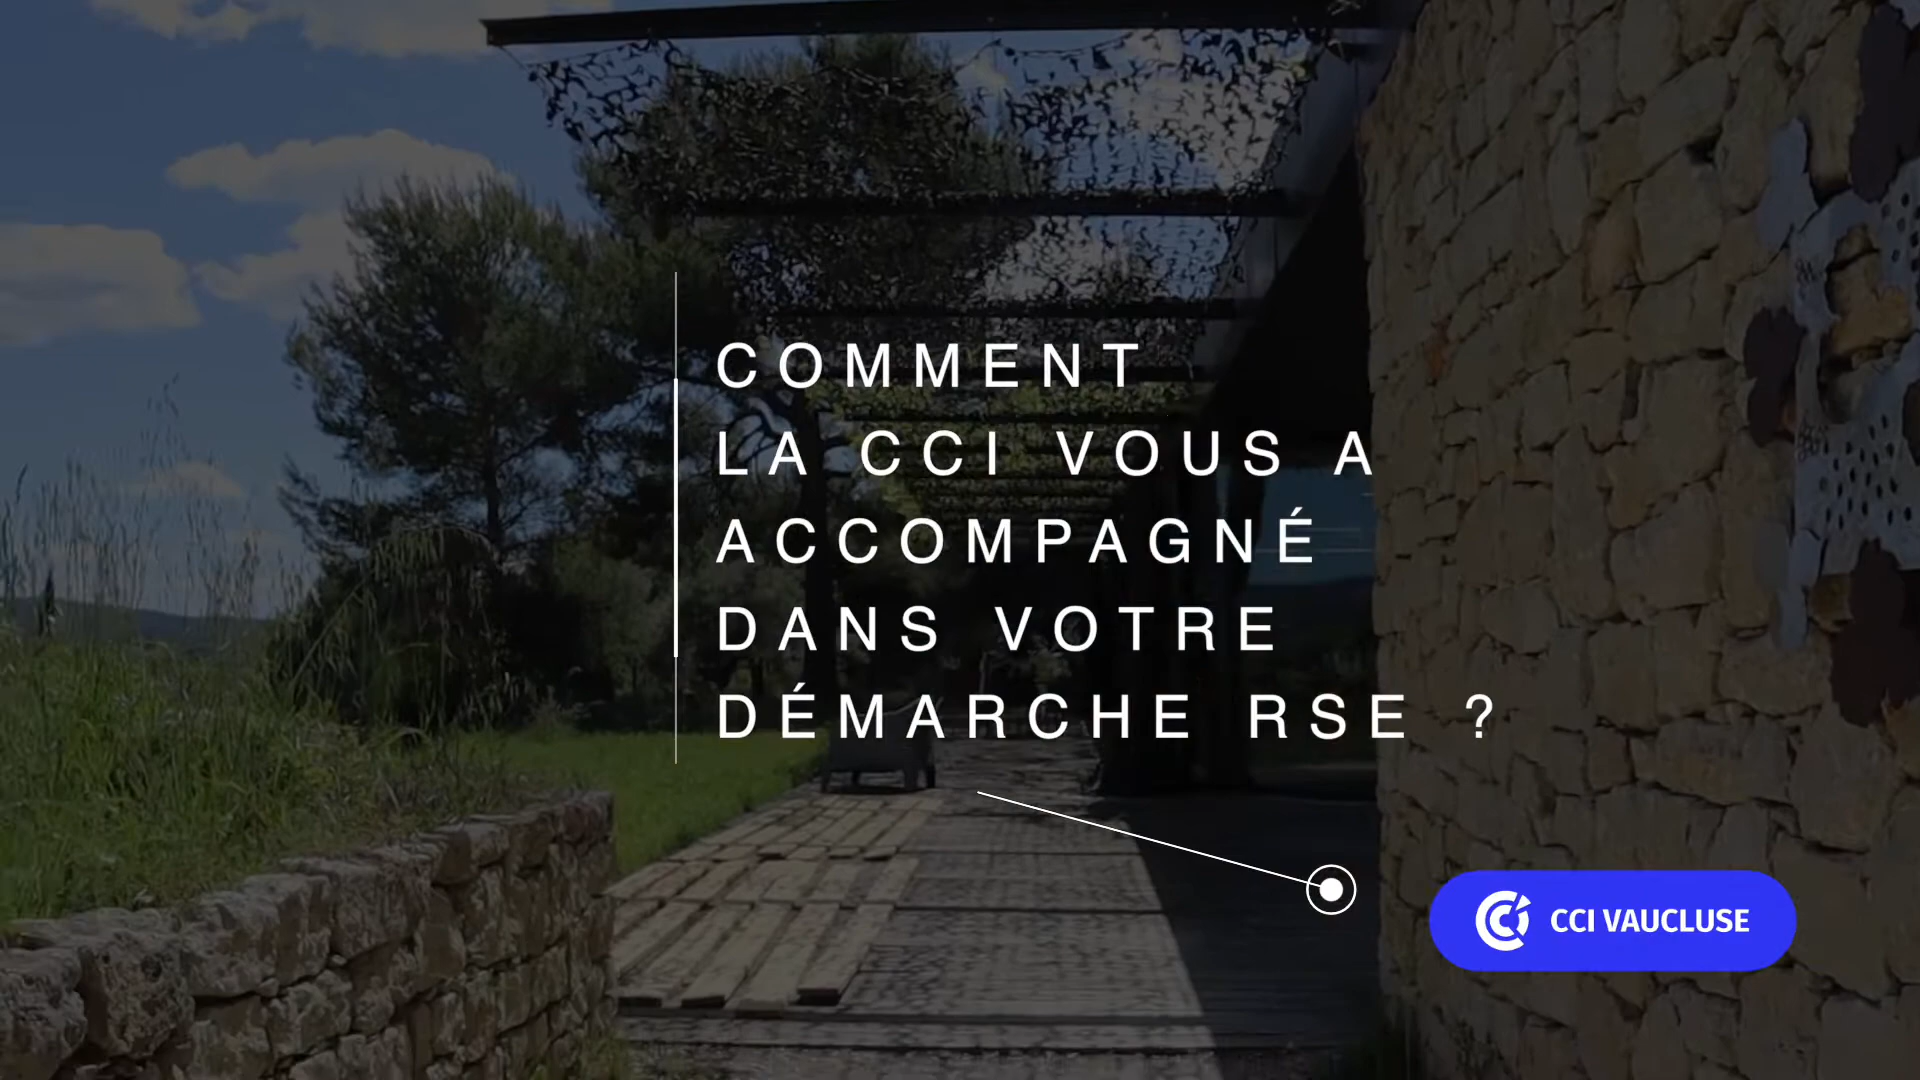 COMMENT
LA CCI VOUS A
ACCOMPAGNÉ
DANS VOTRE
DÉMARCHE RSE ?
CCI VAUCLUSE